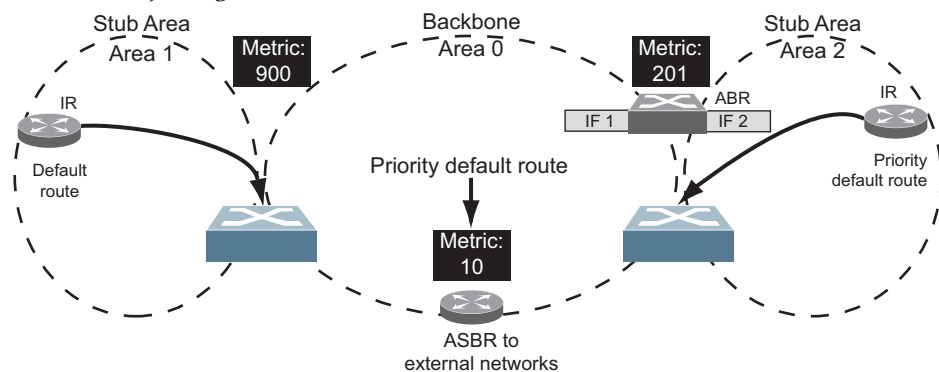 Stub Area
Area 1
Metric:
900
Backbone
Area 0
Metric:
201
Stub Area
Area 2
IR
ABR
IF 1
IF 2
IR
Default
route
Priority default route
Priority
default route
Metric:
10
ASBR to
external networks